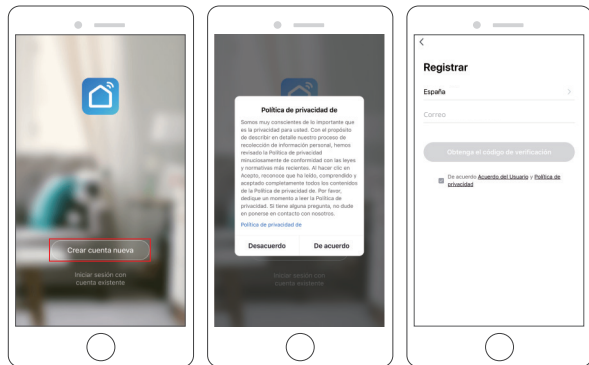 Crear cuenta nueva
Iniciar sesión con
cuenta existente
Política de privacidad de
Somos muy conscientes de lo importante que
es la privacidad para usted. Con el propósito
de describir en detalle nuestro proceso de
recolección de información personal, hemos
revisado la Política de privacidad
minuciosamente de conformidad con las leyes
y normativas más recientes. Al hacer clic en
Acepto, reconoce que ha leído, comprendido y
aceptado completamente todos los contenidos
de la Política de privacidad de. Por favor,
dedique un momento a leer la Política de
privacidad. Si tiene alguna pregunta, no dude
en ponerse en contacto con nosotros.
Política de privacidad de
Desacuerdo De acuerdo
Iniciar sesión con
cuenta existente
Registrar
España
Correo
Obtenga el código de verificación
De acuerdo Acuerdo del Usuario y Política de
privacidad